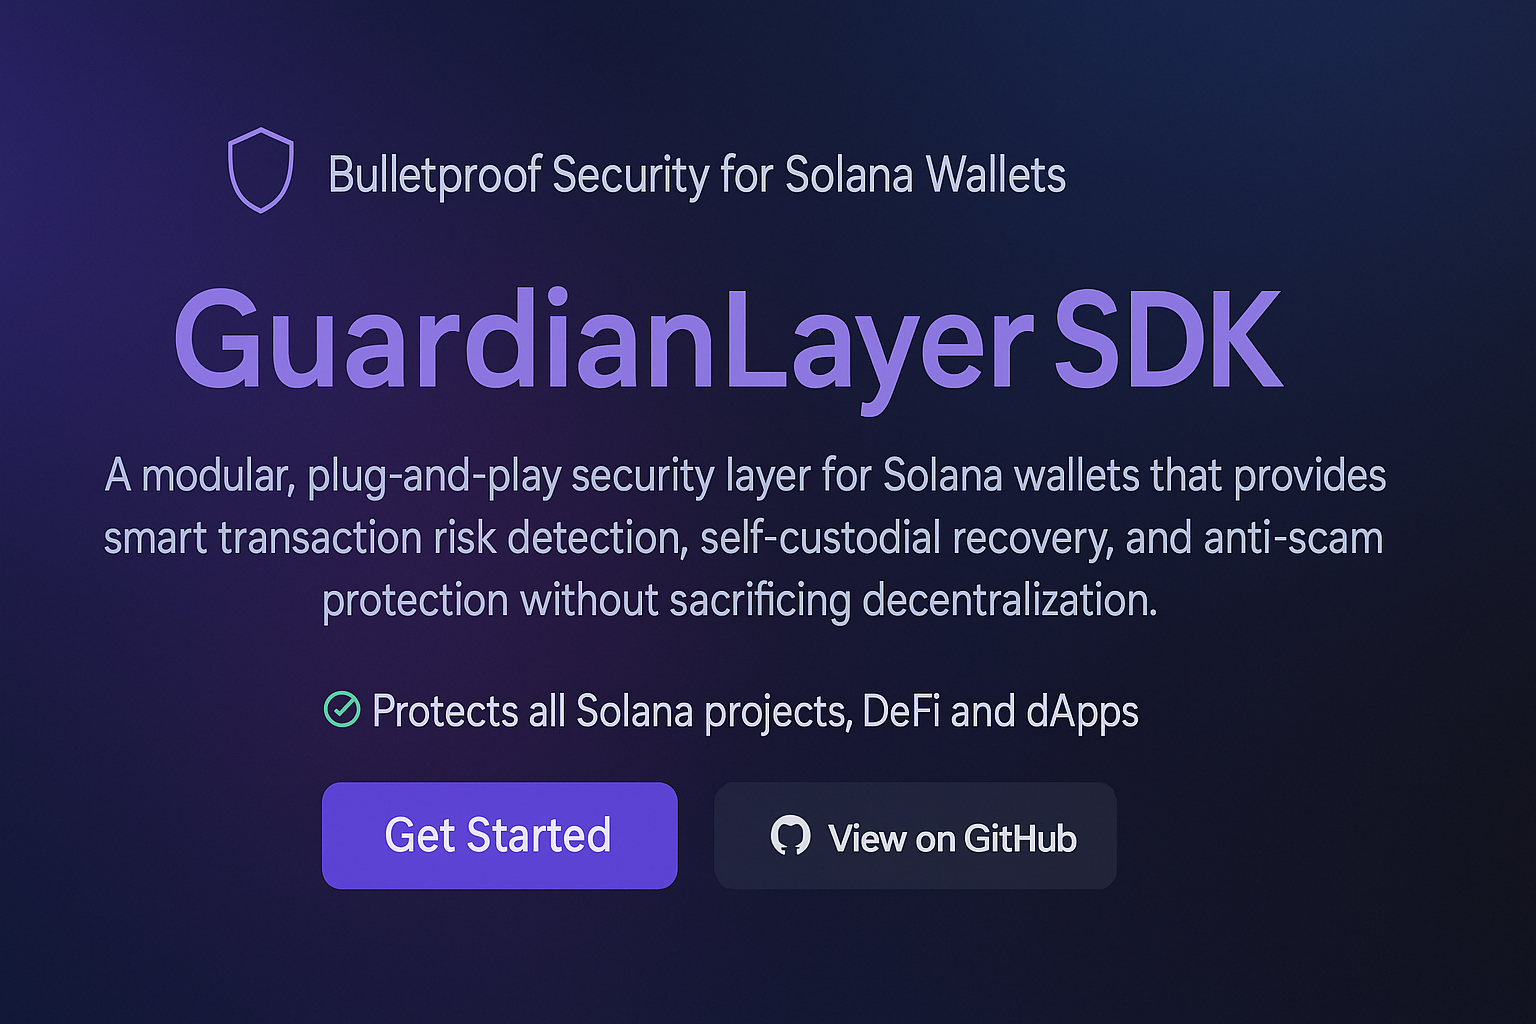 Bulletproof Security for Solana Wallets
GuardianLayer SDK
A modular, plug-and-play security layer for Solana wallets that provides
smart transaction risk detection, self-custodial recovery, and anti-scam
protection without sacrificing decentralization.
Protects all Solana projects, DeFi and dApps
Get Started
View on GitHub